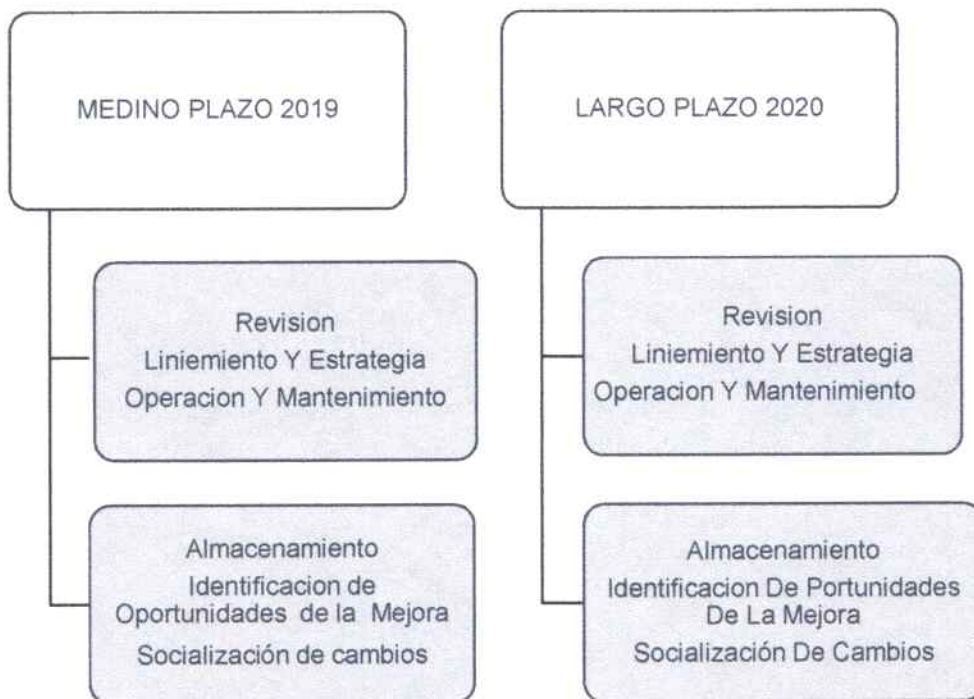 MEDINO PLAZO 2019
Revision
Liniemiento Y Estrategia
Operacion Y Mantenimiento
Almacenamiento
Identificacion de
Oportunidades de la Mejora
Socialización de cambios
LARGO PLAZO 2020
Revision
Liniemiento Y Estrategia
Operacion Y Mantenimiento
Almacenamiento
Identificacion De Portunidades
De La Mejora
Socialización De Cambios